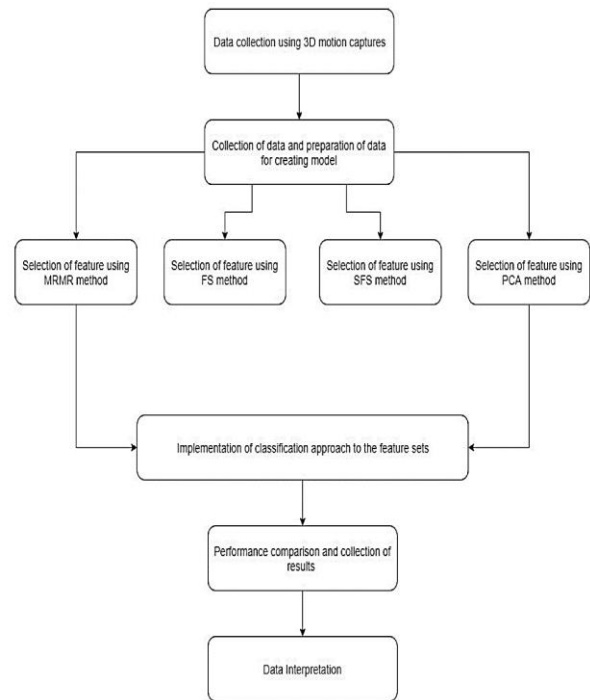 Data collection using 3D motion captures
Collection of data and preparation of data
for creating model
Selection of feature using
MRMR method
Selection of feature using
FS method
Selection of feature using
SFS method
Selection of feature using
PCA method
Implementation of classification approach to the feature sets
Performance comparison and collection of
results
Data Interpretation